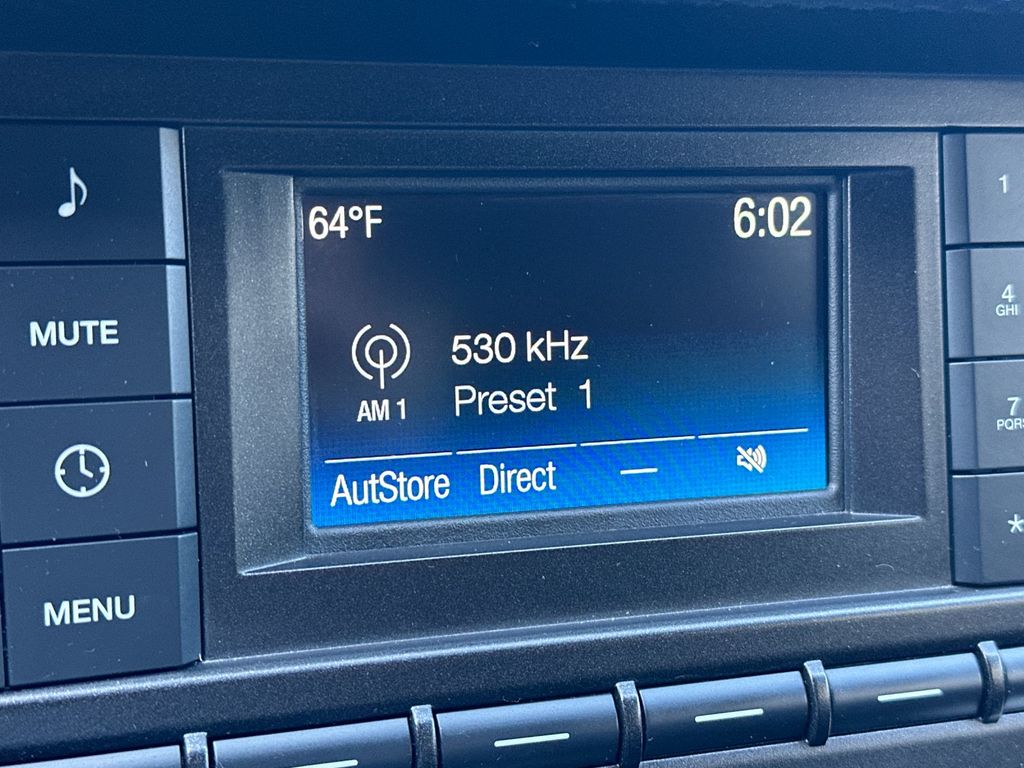 64°F
6:02
530 kHz
AM 1
Preset 1
AutStore
Direct
—
MUTE
MENU
1
4
GHI
7
PQRS
*